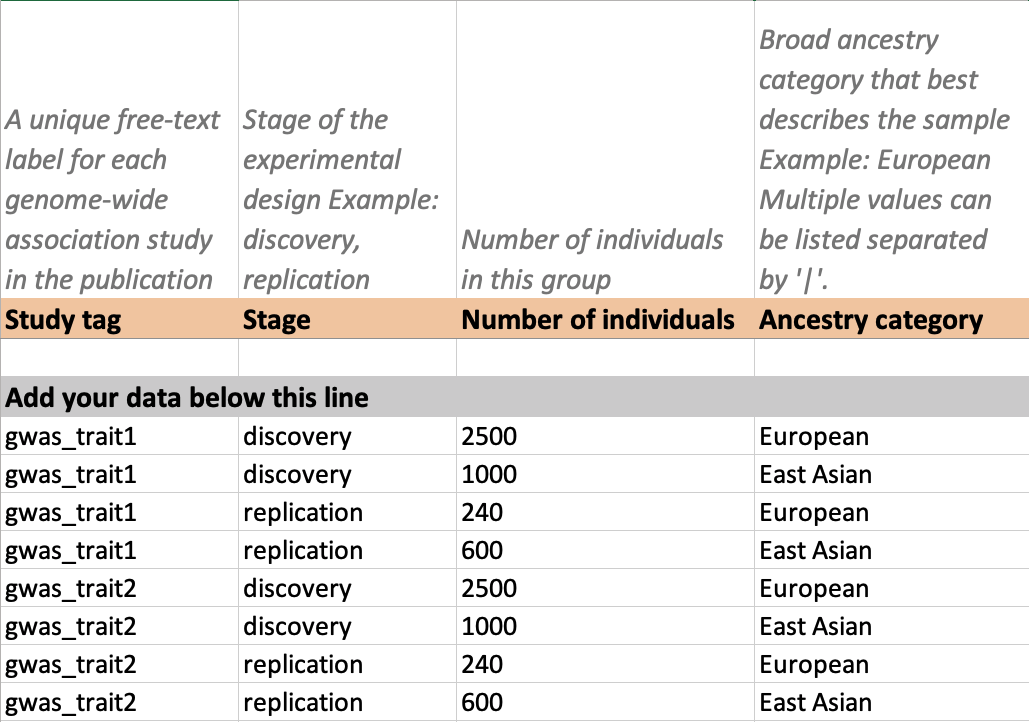 A unique free-text
label for each
genome-wide
association study
in the publication
Stage of the
experimental
design Example:
discovery,
replication
Number of individuals
in this group
Broad ancestry
category that best
describes the sample
Example: European
Multiple values can
be listed separated
by '|'.
Study tag Stage Number of individuals Ancestry category
Add your data below this line
gwas_trait1 discovery 2500 European
gwas_trait1 discovery 1000 East Asian
gwas_trait1 replication 240 European
gwas_trait1 replication 600 East Asian
gwas_trait2 discovery 2500 European
gwas_trait2 discovery 1000 East Asian
gwas_trait2 replication 240 European
gwas_trait2 replication 600 East Asian